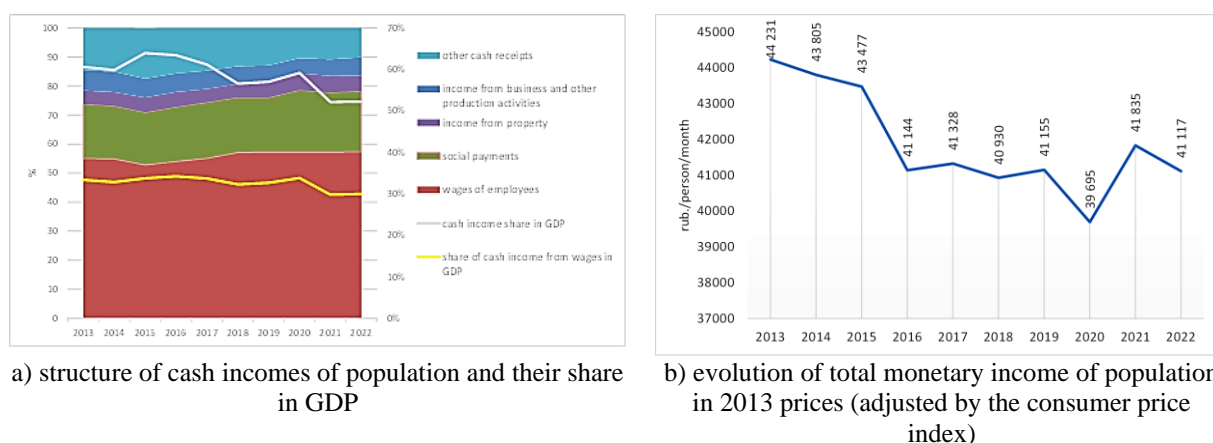 100
90
80
70
60
50
40
30
20
10
0
%
70%
60%
50%
40%
30%
20%
10%
0%
2013 2014 2015 2016 2017 2018 2019 2020 2021 2022
other cash receipts
income from business and other
production activities
income from property
social payments
wages of employees
cash income share in GDP
share of cash income from wages in
GDP
a) structure of cash incomes of population and their share
in GDP
45000
44000
43000
42000
41000
40000
39000
38000
37000
rub./person/month
44 231
43 805
43 477
41 144
41 328
40 930
41 155
39 695
41 835
41 117
2013 2014 2015 2016 2017 2018 2019 2020 2021 2022
b) evolution of total monetary income of population
in 2013 prices (adjusted by the consumer price
index)